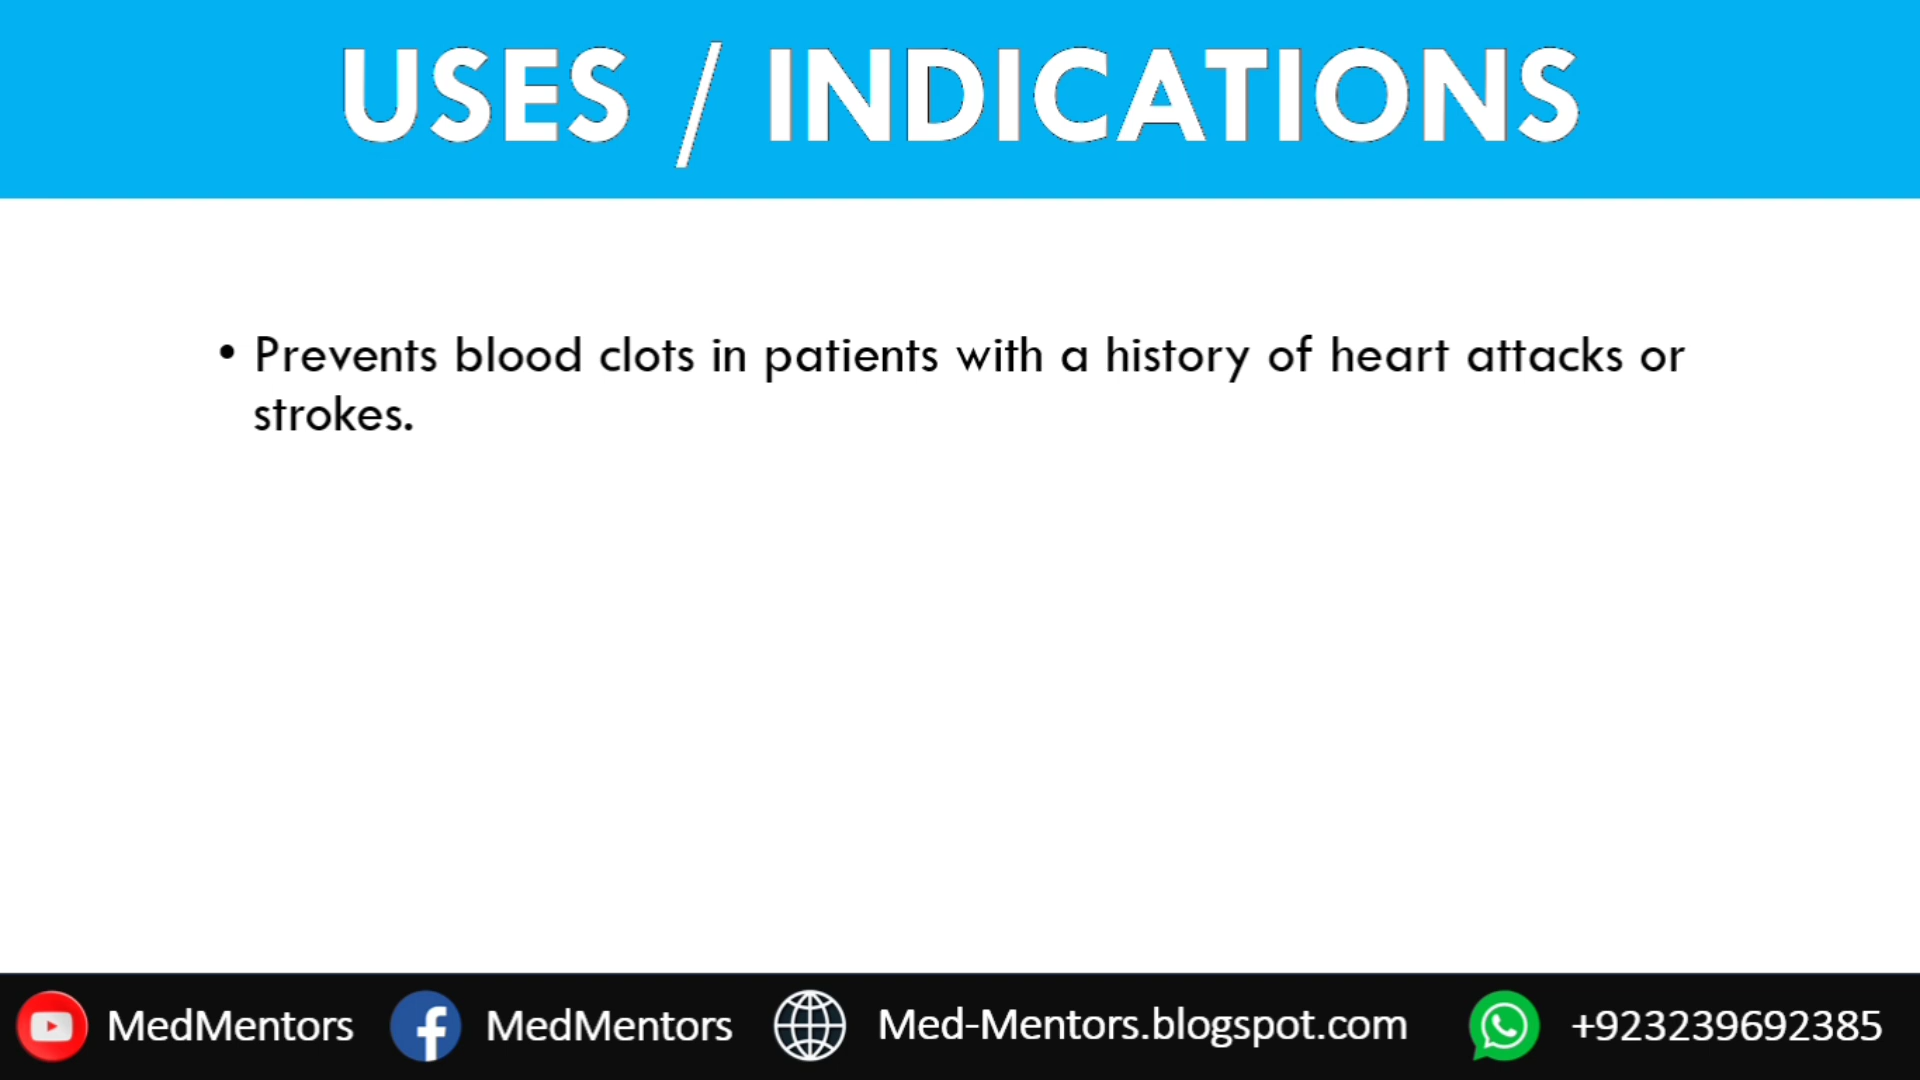 USES / INDICATIONS
• Prevents blood clots in patients with a history of heart attacks or
strokes.
MedMentors MedMentors Med-Mentors.blogspot.com +923239692385